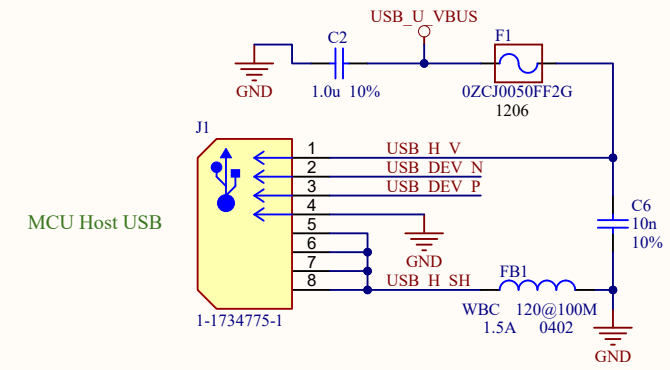 USB_U_VBUS
C2
F1
GND
1.0u 10%
0ZCJ0050FF2G
1206
J1
1
USB_H_V
2
USB_DEV_N
3
USB_DEV_P
4
MCU Host USB
5
C6
10n
10%
6
GND
7
FB1
8
USB_H_SH
WBC 120@100M
1.5A 0402
1-1734775-1
GND